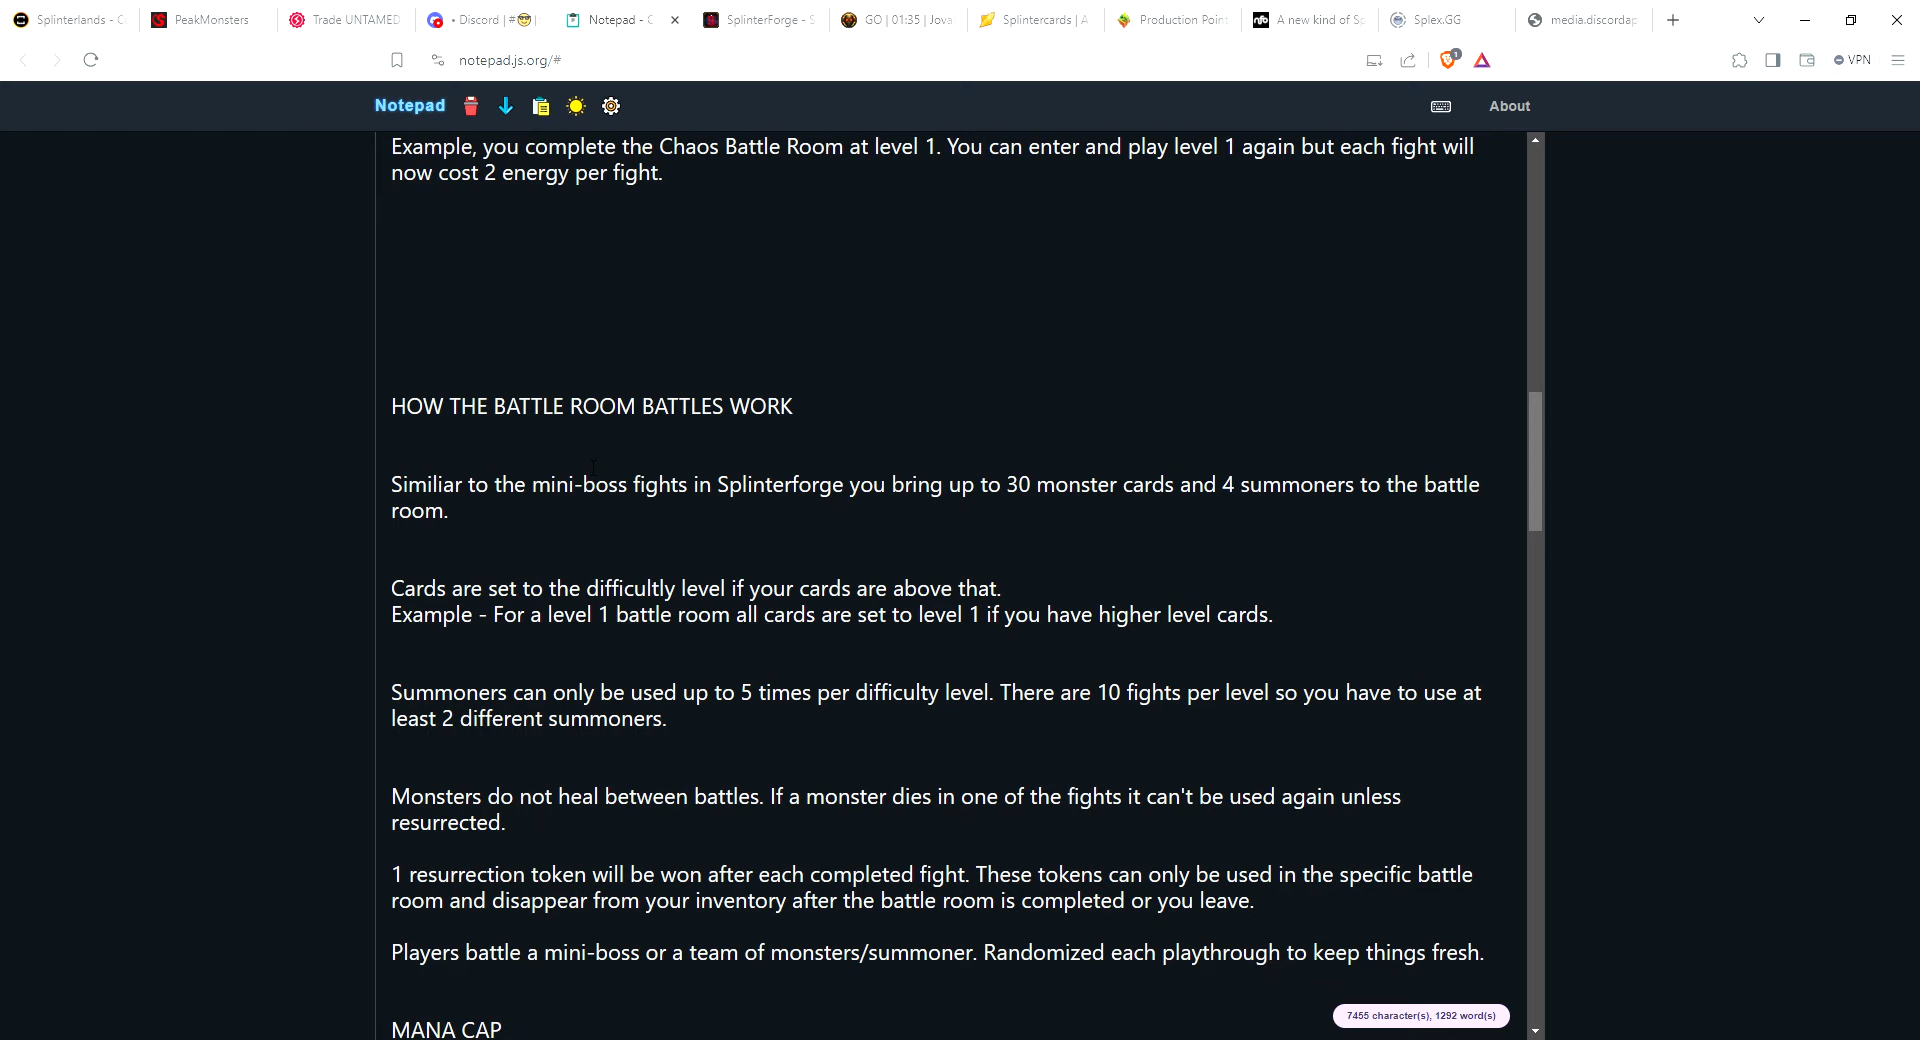 Splinterlands - C
PeakMonsters
Trade UNTAMED
• Discord | #😎 |
Notepad - C
SplinterForge - S
GO | 01:35 | Jova
Splintercards | A
Production Point
A new kind of Sp
Splex.GG
media.discordap
notepad.js.org/#
1
VPN
Notepad
About
Example, you complete the Chaos Battle Room at level 1. You can enter and play level 1 again but each fight will
now cost 2 energy per fight.
HOW THE BATTLE ROOM BATTLES WORK
Similiar to the mini-boss fights in Splinterforge you bring up to 30 monster cards and 4 summoners to the battle
room.
Cards are set to the difficultly level if your cards are above that.
Example - For a level 1 battle room all cards are set to level 1 if you have higher level cards.
Summoners can only be used up to 5 times per difficulty level. There are 10 fights per level so you have to use at
least 2 different summoners.
Monsters do not heal between battles. If a monster dies in one of the fights it can't be used again unless
resurrected.
1 resurrection token will be won after each completed fight. These tokens can only be used in the specific battle
room and disappear from your inventory after the battle room is completed or you leave.
Players battle a mini-boss or a team of monsters/summoner. Randomized each playthrough to keep things fresh.
MANA CAP
7455 character(s), 1292 word(s)